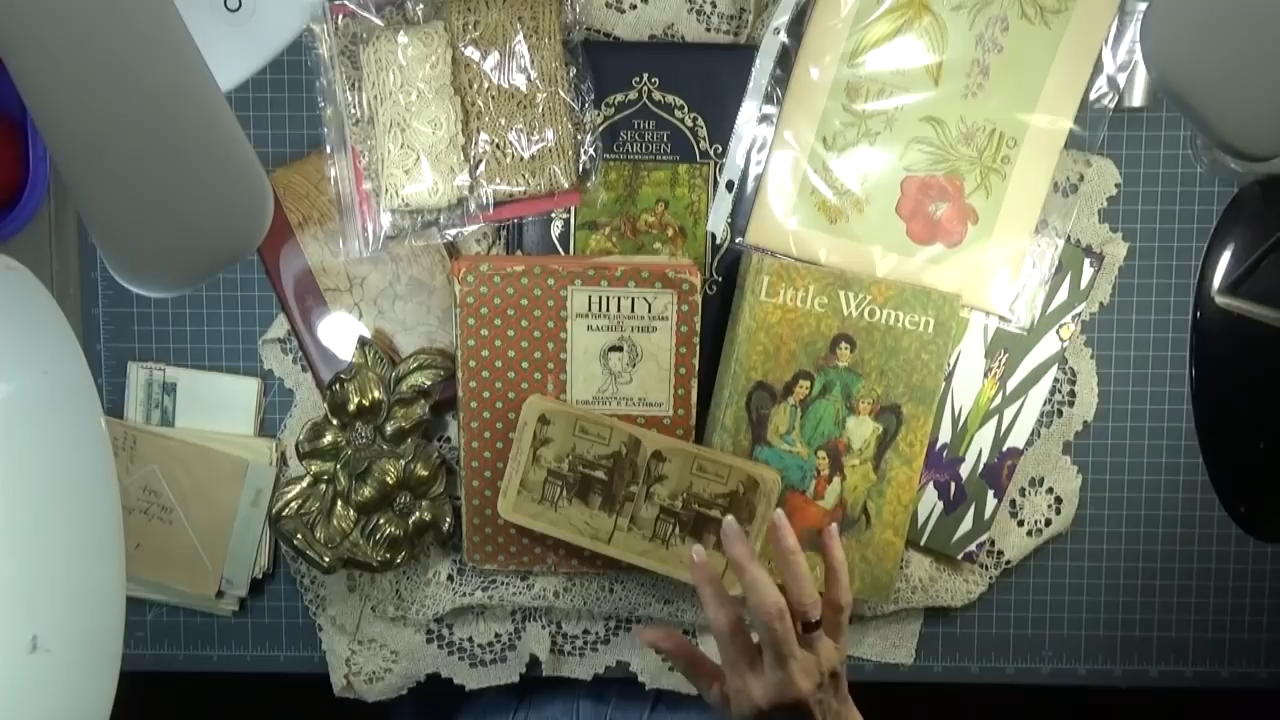 THE
SECRET
GARDEN
FRANCES HODGSON BURNETT
HITTY
HER FIRST HUNDRED YEARS
BY
RACHEL FIELD
ILLUSTRATED BY
DOROTHY P. LATHROP
Little Women